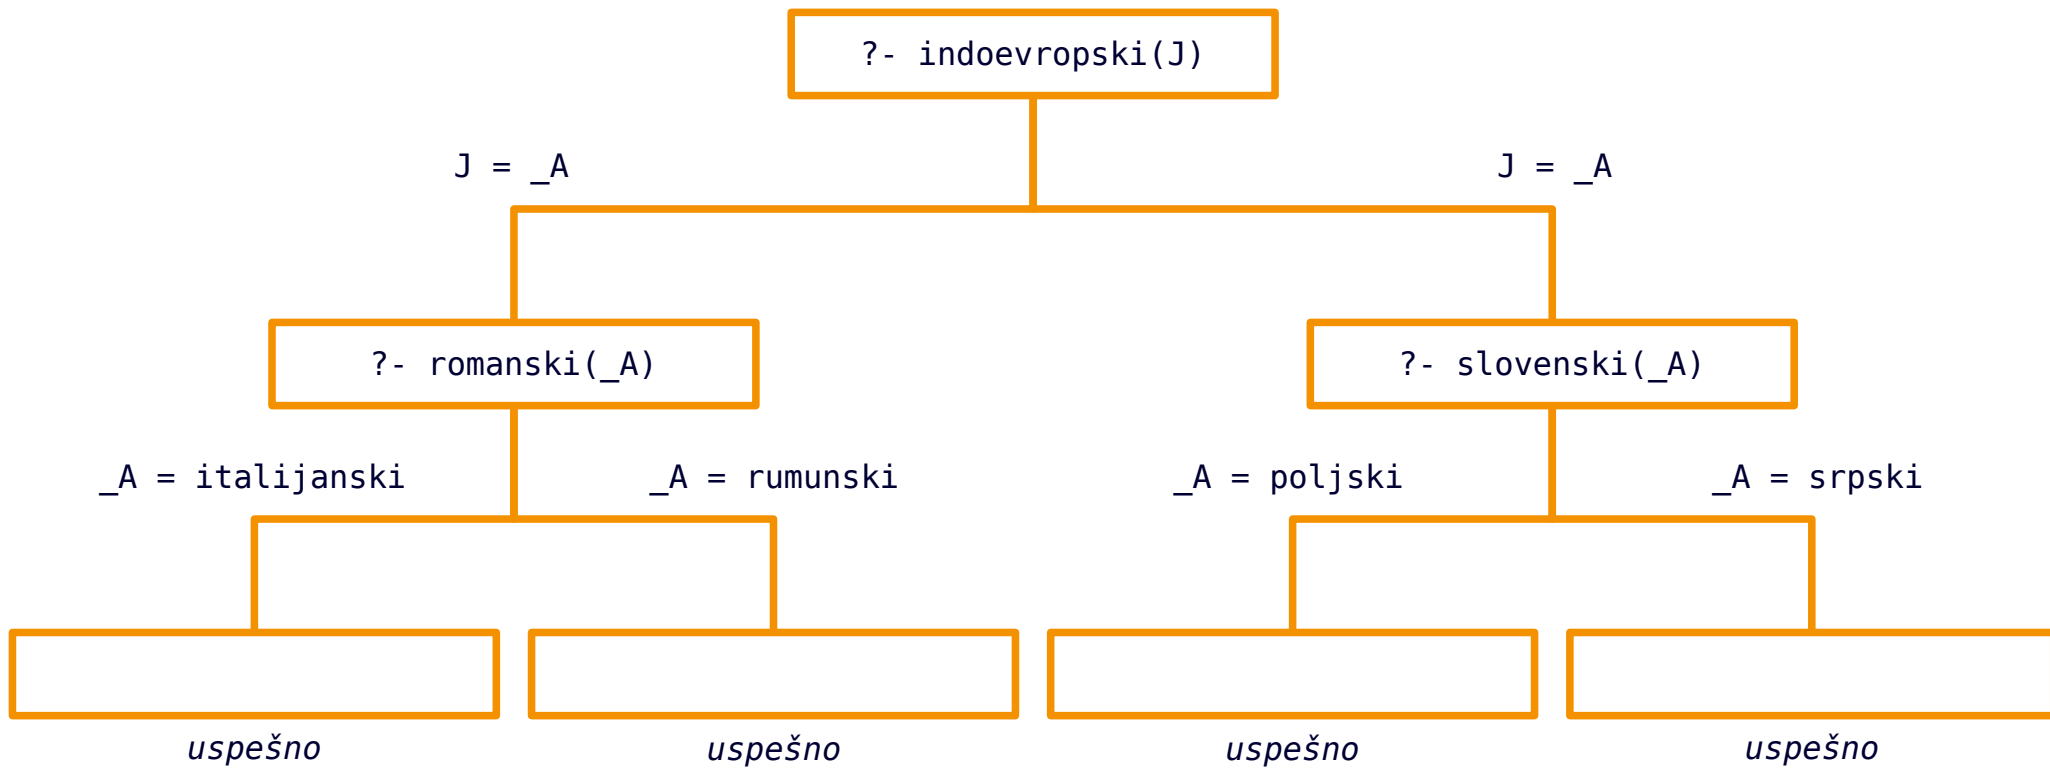 ?- indoevropski(J)
J = _A
J = _A
?- romanski(_A)
?- slovenski(_A)
_A = italijanski
_A = rumunski
_A = poljski
_A = srpski
uspešno
uspešno
uspešno
uspešno